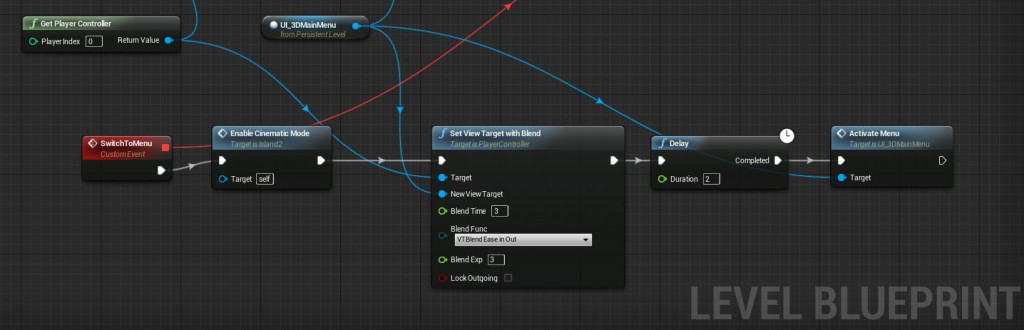 Get Player Controller
Player Index 0 Return Value
UI_3DMainMenu
from Persistent Level
SwitchToMenu
Custom Event
Enable Cinematic Mode
Target is Island2
Target self
Set View Target with Blend
Target is PlayerController
Target
New View Target
Blend Time 3
Blend Func
VTBlend Ease in Out
Blend Exp 3
Lock Outgoing
Delay
Completed
Duration 2
Activate Menu
Target is UI_3DMainMenu
Target
LEVEL BLUEPRINT